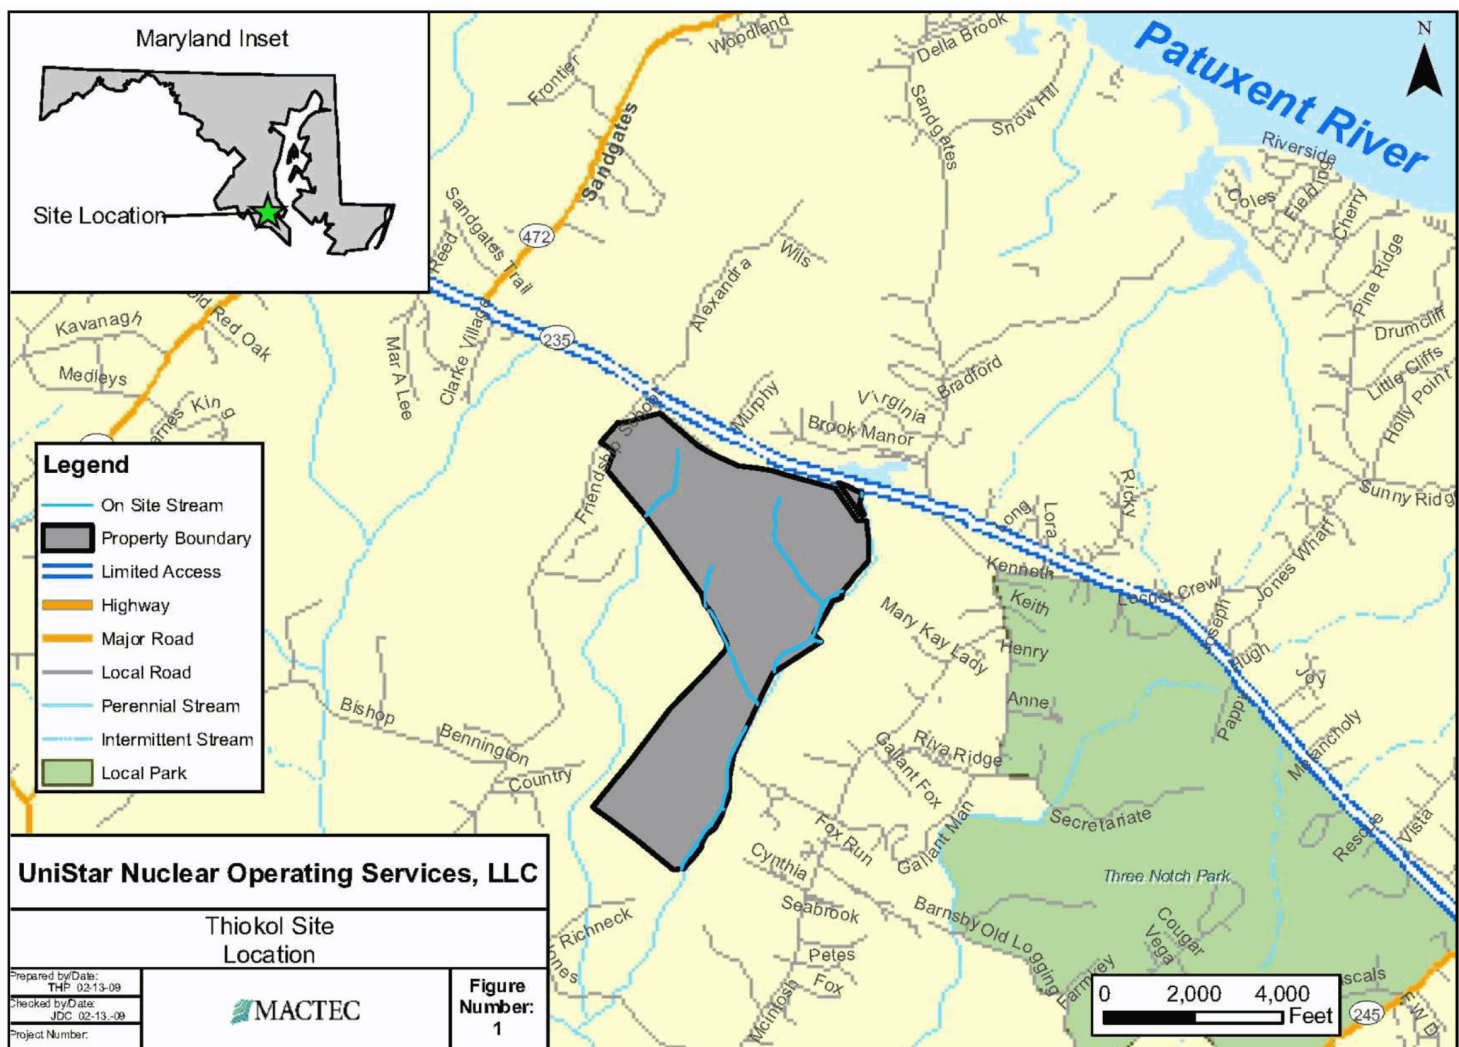 Maryland Inset
Site Location
N
Patuxent River
Woodland
Della Brook
Frontier
Sandgates
Sandgates
Snow Hill
Riverside
Coles
Fielding
Cherry
Reed
Sandgates Trail
472
Wils
Alexandra
Pine Ridge
Old Red Oak
Kavanagh
Clarke Village
235
Drumcliff
Mar A Lee
Medleys
King
Little Cliffs
Holly Point
Murphy
Virginia
Bradford
Brook Manor
Friendship School
Sunny Ridg
Long
Lora
Ricky
Jones Wharf
Kenneth
Keith
Locust Crew
Joseph
Hugh
Mary Kay Lady
Henry
Joy
Anne
Pappy
Melancholy
Bishop
Bennington
Country
Riva Ridge
Gallant Fox
Gallant Man
Secretariate
Fox Run
Rescue
Vista
Cynthia
Three Notch Park
Seabrook
Barnsby
Old Logging
Cougar
Vega
Richneck
Petes
Fox
McIntosh
245
Legend
On Site Stream
Property Boundary
Limited Access
Highway
Major Road
Local Road
Perennial Stream
Intermittent Stream
Local Park
UniStar Nuclear Operating Services, LLC
Thiokol Site
Location
Prepared by/Date:
THP 02-13-09
Checked by/Date:
JDC 02-13.-09
Project Number:
MACTEC
Figure
Number:
1
0 2,000 4,000
Feet